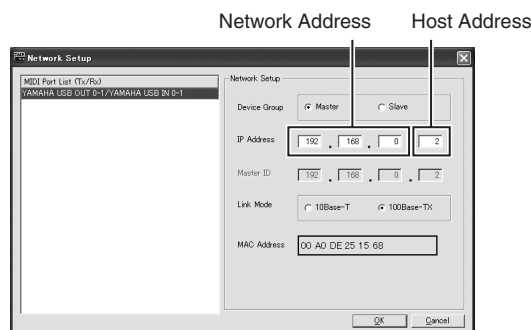 Network Address Host Address
Network Setup
MIDI Port List (Tx/Rx)
YAMAHA USB OUT 0-1/YAMAHA USB IN 0-1
Network Setup
Device Group Master Slave
IP Address 192 . 168 . 0 . 2
Master ID 192 . 168 . 0 . 2
Link Mode 10Base-T 100Base-TX
MAC Address 00 A0 DE 25 15 68
OK Cancel